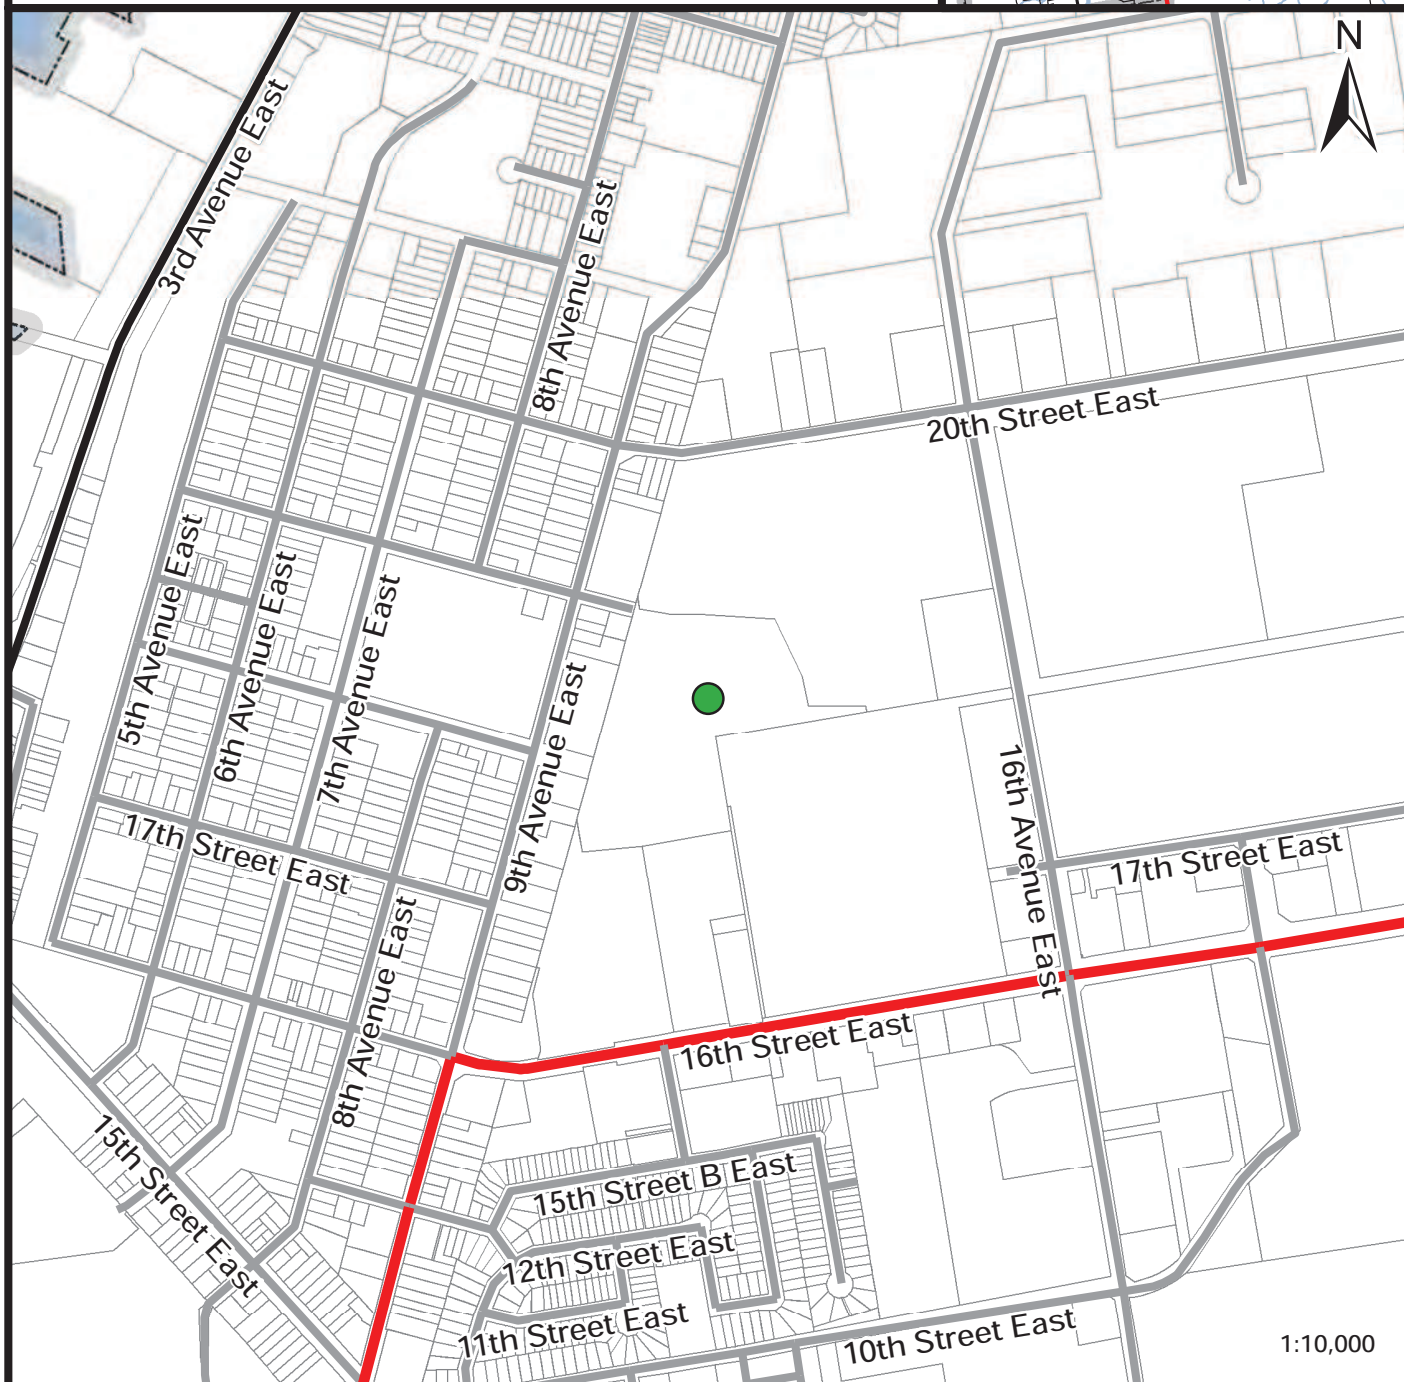 N
3rd Avenue East
8th Avenue East
20th Street East
5th Avenue East
6th Avenue East
7th Avenue East
9th Avenue East
16th Avenue East
17th Street East
17th Street East
8th Avenue East
16th Street East
15th Street East
15th Street B East
12th Street East
11th Street East
10th Street East
1:10,000